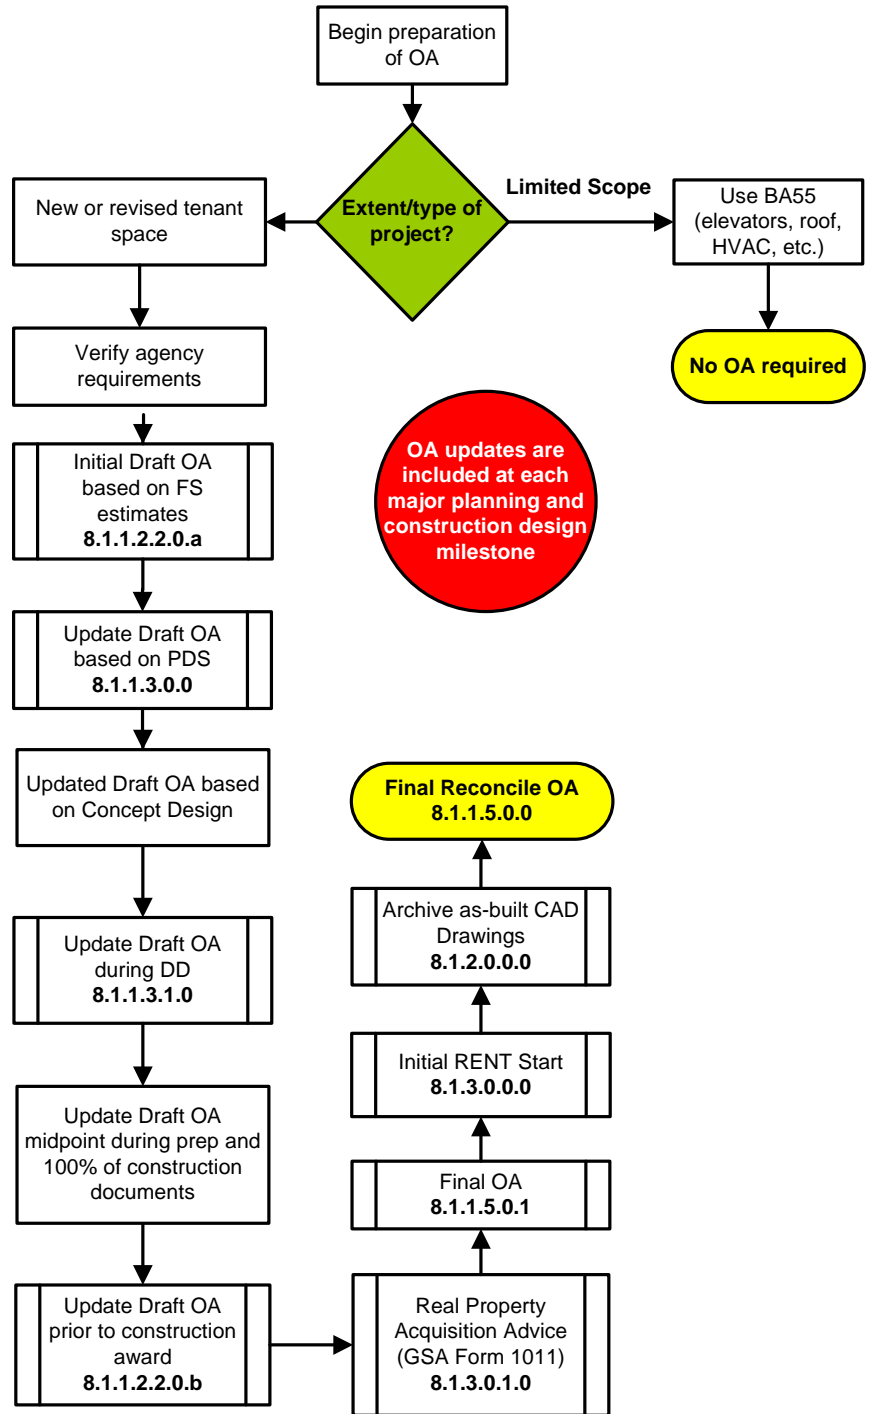 Begin preparation
of OA
Extent/type of
project?
Limited Scope
Use BA55
(elevators, roof,
HVAC, etc.)
No OA required
New or revised tenant
space
Verify agency
requirements
Initial Draft OA
based on FS
estimates
8.1.1.2.2.0.a
OA updates are
included at each
major planning and
construction design
milestone
Update Draft OA
based on PDS
8.1.1.3.0.0
Updated Draft OA based
on Concept Design
Update Draft OA
during DD
8.1.1.3.1.0
Update Draft OA
midpoint during prep and
100% of construction
documents
Update Draft OA
prior to construction
award
8.1.1.2.2.0.b
Real Property
Acquisition Advice
(GSA Form 1011)
8.1.3.0.1.0
Final OA
8.1.1.5.0.1
Initial RENT Start
8.1.3.0.0.0
Archive as-built CAD
Drawings
8.1.2.0.0.0
Final Reconcile OA
8.1.1.5.0.0